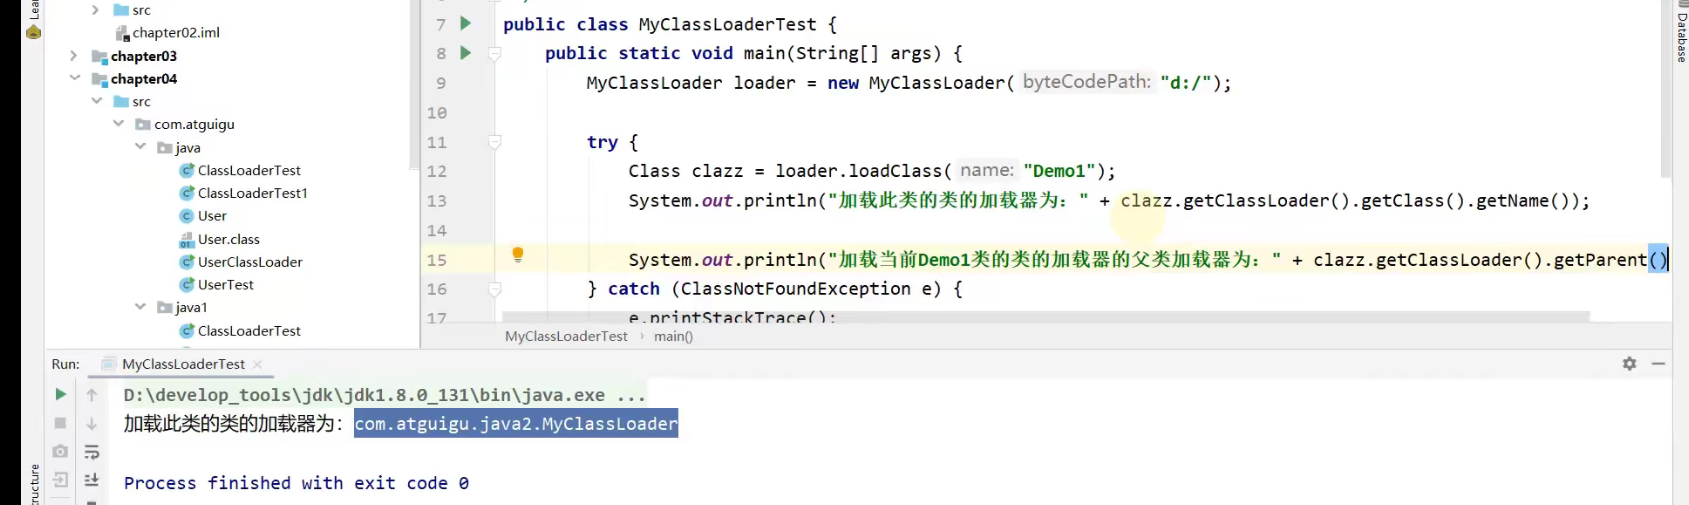 Lear
src
chapter02.iml
chapter03
chapter04
src
com.atguigu
java
ClassLoaderTest
ClassLoaderTest1
User
User.class
UserClassLoader
UserTest
java1
ClassLoaderTest
7 public class MyClassLoaderTest {
8 public static void main(String[] args) {
9 MyClassLoader loader = new MyClassLoader( byteCodePath: "d:/");
10
11 try {
12 Class clazz = loader.loadClass( name: "Demo1");
13 System.out.println("加载此类的类的加载器为：" + clazz.getClassLoader().getClass().getName());
14
15 System.out.println("加载当前Demo1类的类的加载器的父类加载器为：" + clazz.getClassLoader().getParent()
16 } catch (ClassNotFoundException e) {
17 e.printStackTrace();
MyClassLoaderTest › main()
Database
Run: MyClassLoaderTest
D:\develop_tools\jdk\jdk1.8.0_131\bin\java.exe ...
加载此类的类的加载器为：com.atguigu.java2.MyClassLoader
Process finished with exit code 0
ructure